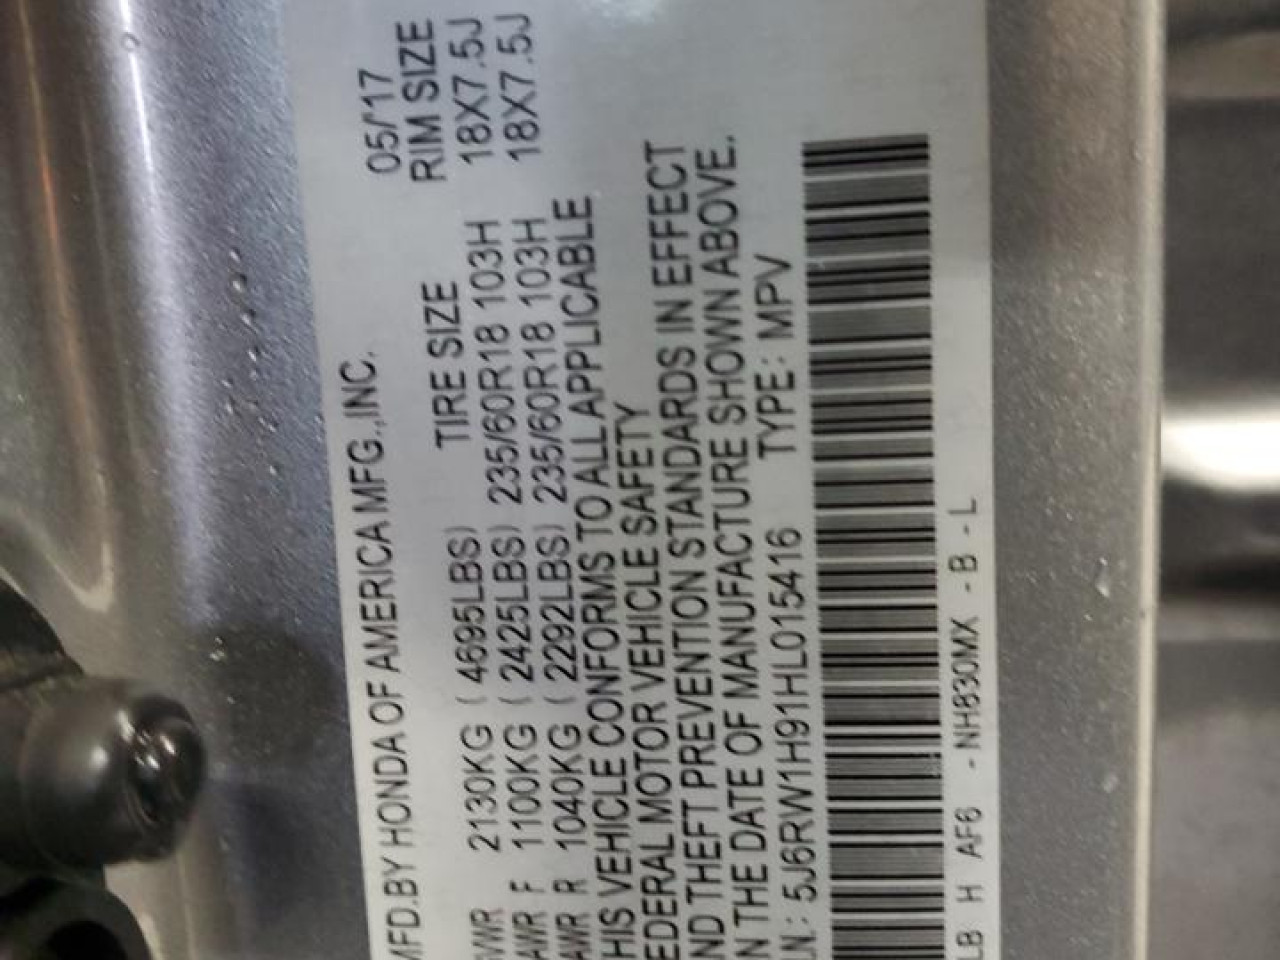 MFD.BY HONDA OF AMERICA MFG.,INC. 05/'17
GVWR 2130KG ( 4695LBS) TIRE SIZE RIM SIZE
GAWR F 1100KG ( 2425LBS) 235/60R18 103H 18X7.5J
GAWR R 1040KG ( 2292LBS) 235/60R18 103H 18X7.5J
THIS VEHICLE CONFORMS TO ALL APPLICABLE
FEDERAL MOTOR VEHICLE SAFETY
AND THEFT PREVENTION STANDARDS IN EFFECT
ON THE DATE OF MANUFACTURE SHOWN ABOVE.
V.I.N.: 5J6RW1H91HL015416 TYPE: MPV
LB H AF6 -NH830MX -B -L